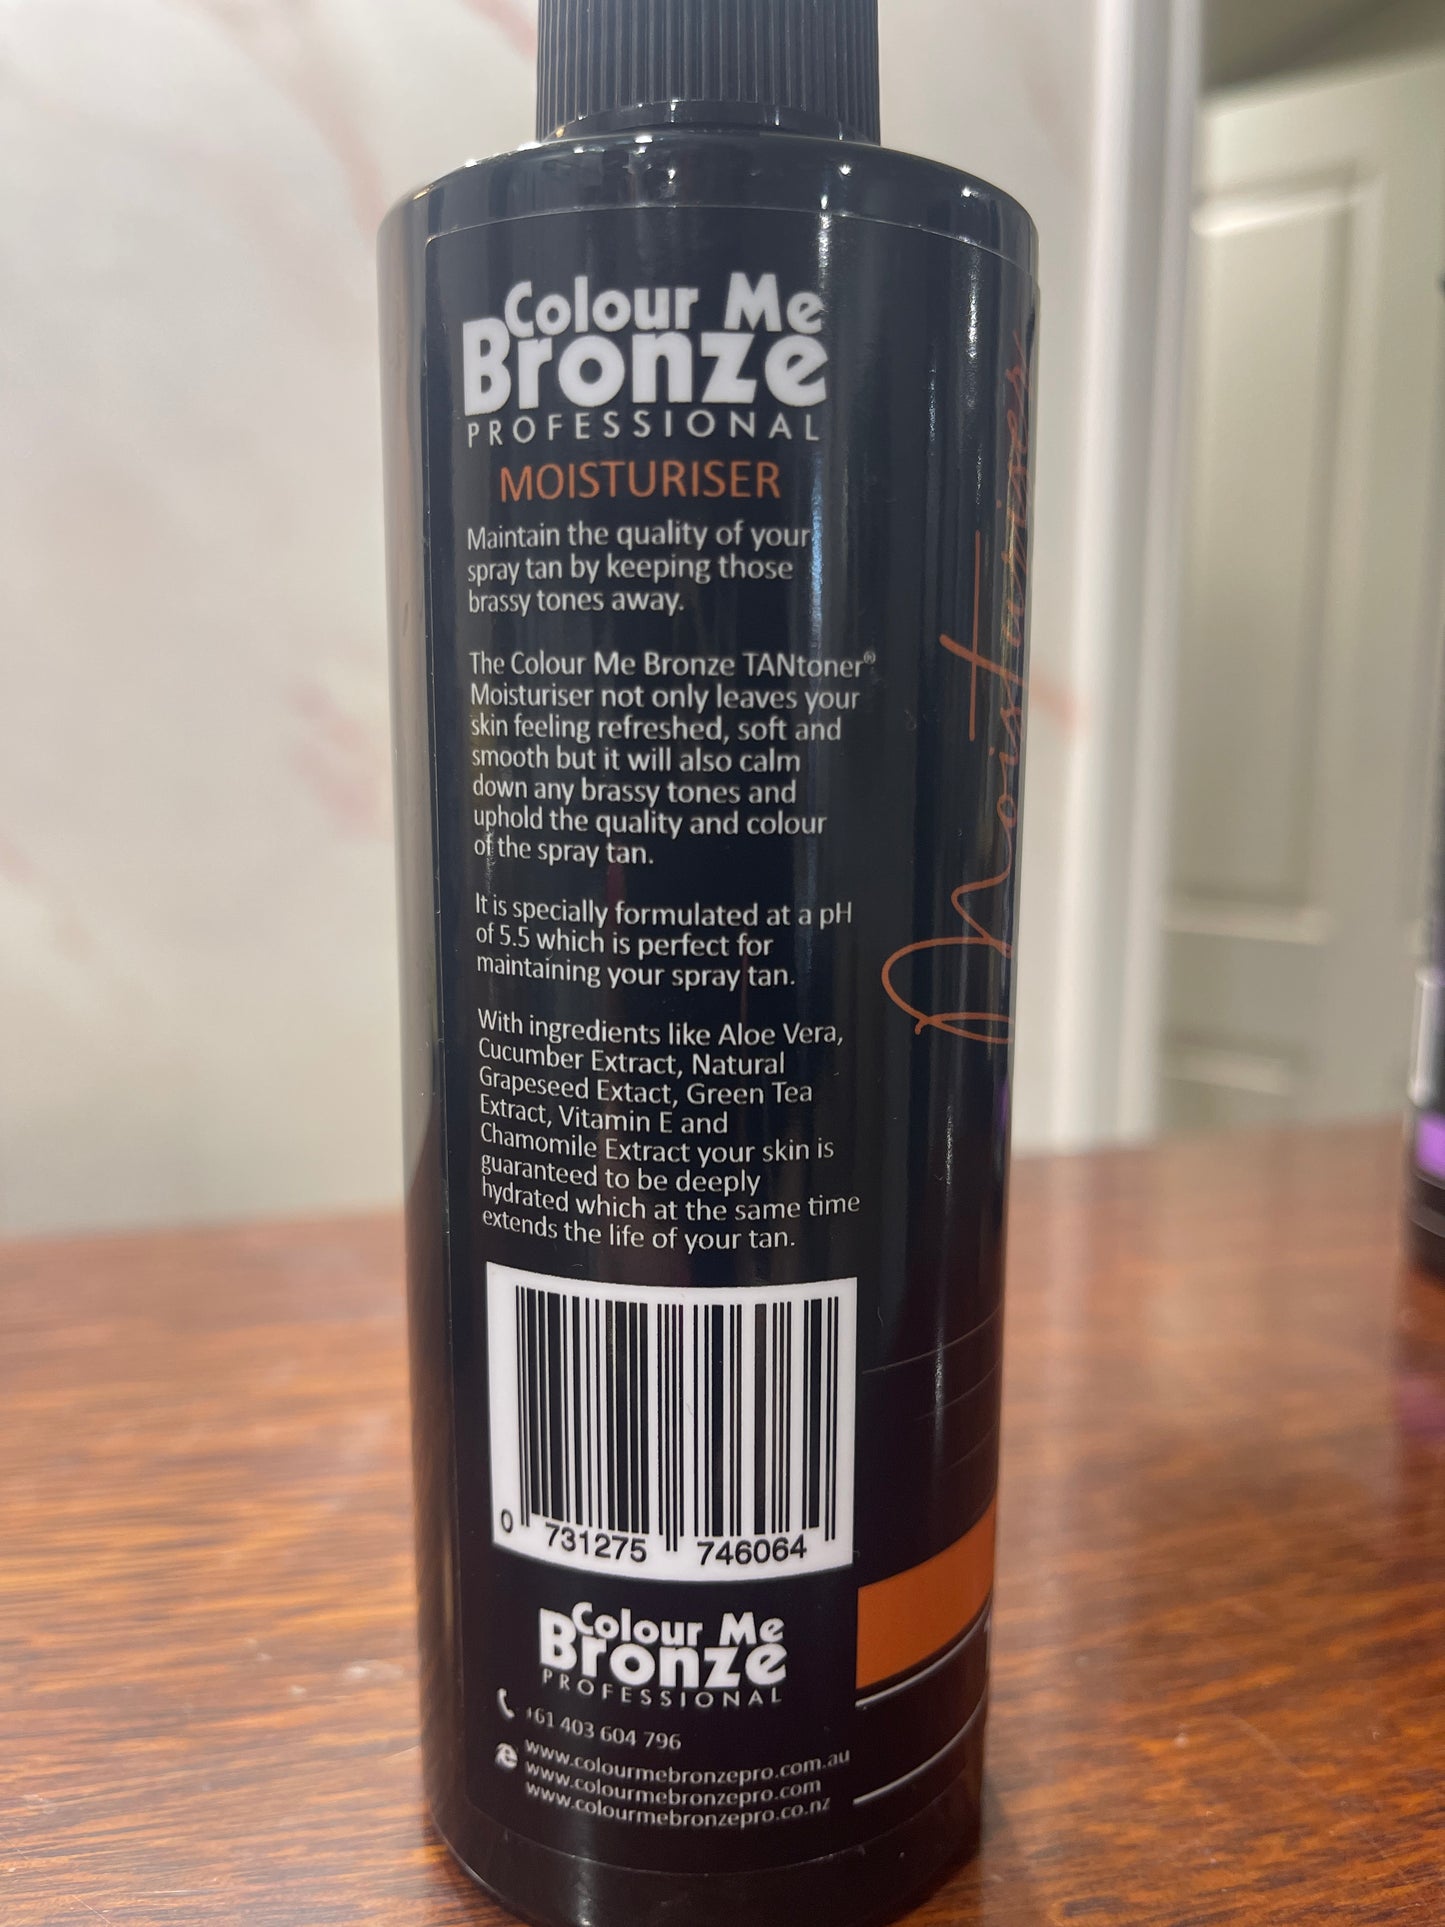 Colour Me
Bronze
PROFESSIONAL
MOISTURISER
Maintain the quality of your
spray tan by keeping those
brassy tones away.
The Colour Me Bronze TANtoner®
Moisturiser not only leaves your
skin feeling refreshed, soft and
smooth but it will also calm
down any brassy tones and
uphold the quality and colour
of the spray tan.
It is specially formulated at a pH
of 5.5 which is perfect for
maintaining your spray tan.
With ingredients like Aloe Vera,
Cucumber Extract, Natural
Grapeseed Extact, Green Tea
Extract, Vitamin E and
Chamomile Extract your skin is
guaranteed to be deeply
hydrated which at the same time
extends the life of your tan.
0 731275 746064
Colour Me
Bronze
PROFESSIONAL
+61 403 604 796
www.colourmebronzepro.com.au
www.colourmebronzepro.com
www.colourmebronzepro.co.nz
Moisturiser